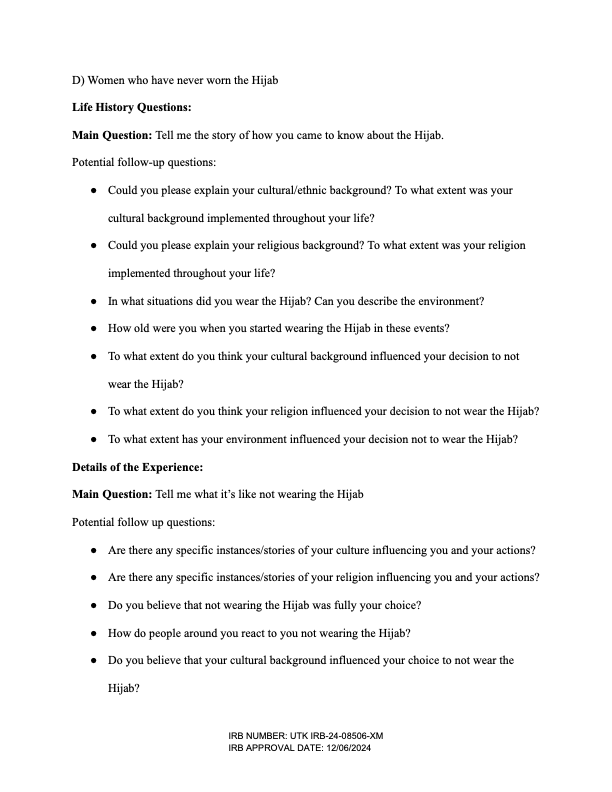 D) Women who have never worn the Hijab
Life History Questions:
Main Question: Tell me the story of how you came to know about the Hijab.
Potential follow-up questions:
● Could you please explain your cultural/ethnic background? To what extent was your
cultural background implemented throughout your life?
● Could you please explain your religious background? To what extent was your religion
implemented throughout your life?
● In what situations did you wear the Hijab? Can you describe the environment?
● How old were you when you started wearing the Hijab in these events?
● To what extent do you think your cultural background influenced your decision to not
wear the Hijab?
● To what extent do you think your religion influenced your decision to not wear the Hijab?
● To what extent has your environment influenced your decision not to wear the Hijab?
Details of the Experience:
Main Question: Tell me what it’s like not wearing the Hijab
Potential follow up questions:
● Are there any specific instances/stories of your culture influencing you and your actions?
● Are there any specific instances/stories of your religion influencing you and your actions?
● Do you believe that not wearing the Hijab was fully your choice?
● How do people around you react to you not wearing the Hijab?
● Do you believe that your cultural background influenced your choice to not wear the
Hijab?
IRB NUMBER: UTK IRB-24-08506-XM
IRB APPROVAL DATE: 12/06/2024